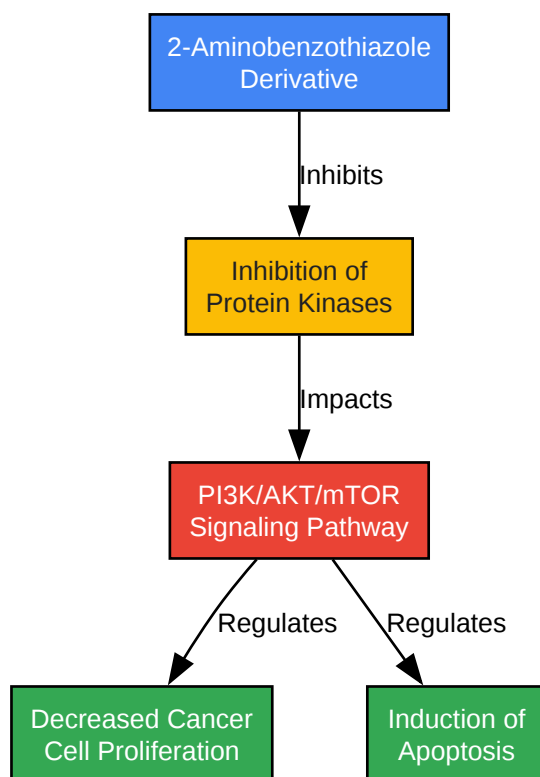 2-Aminobenzothiazole
Derivative
Inhibits
Inhibition of
Protein Kinases
Impacts
PI3K/AKT/mTOR
Signaling Pathway
Regulates
Regulates
Decreased Cancer
Cell Proliferation
Induction of
Apoptosis